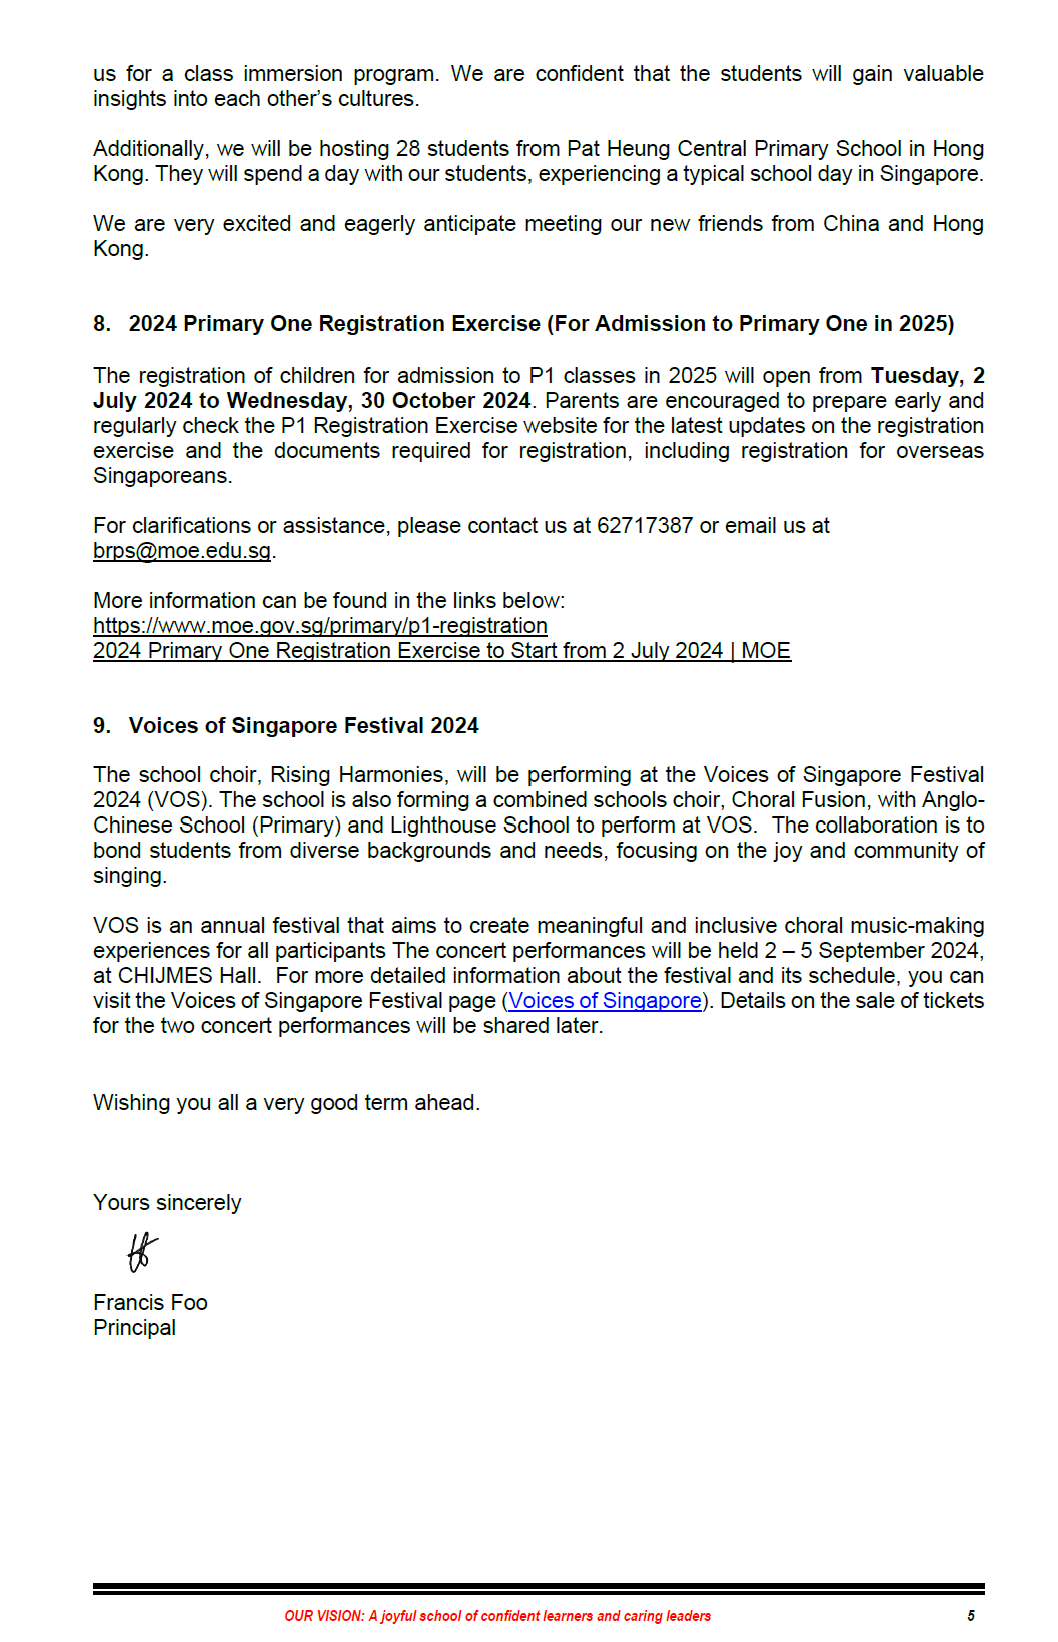 us for a class immersion program. We are confident that the students will gain valuable
insights into each other’s cultures.
Additionally, we will be hosting 28 students from Pat Heung Central Primary School in Hong
Kong. They will spend a day with our students, experiencing a typical school day in Singapore.
We are very excited and eagerly anticipate meeting our new friends from China and Hong
Kong.
8. 2024 Primary One Registration Exercise (For Admission to Primary One in 2025)
The registration of children for admission to P1 classes in 2025 will open from Tuesday, 2
July 2024 to Wednesday, 30 October 2024. Parents are encouraged to prepare early and
regularly check the P1 Registration Exercise website for the latest updates on the registration
exercise and the documents required for registration, including registration for overseas
Singaporeans.
For clarifications or assistance, please contact us at 62717387 or email us at
brps@moe.edu.sg.
More information can be found in the links below:
https://www.moe.gov.sg/primary/p1-registration
2024 Primary One Registration Exercise to Start from 2 July 2024 | MOE
9. Voices of Singapore Festival 2024
The school choir, Rising Harmonies, will be performing at the Voices of Singapore Festival
2024 (VOS). The school is also forming a combined schools choir, Choral Fusion, with Anglo-
Chinese School (Primary) and Lighthouse School to perform at VOS. The collaboration is to
bond students from diverse backgrounds and needs, focusing on the joy and community of
singing.
VOS is an annual festival that aims to create meaningful and inclusive choral music-making
experiences for all participants The concert performances will be held 2 – 5 September 2024,
at CHIJMES Hall. For more detailed information about the festival and its schedule, you can
visit the Voices of Singapore Festival page (Voices of Singapore). Details on the sale of tickets
for the two concert performances will be shared later.
Wishing you all a very good term ahead.
Yours sincerely
Francis Foo
Principal
OUR VISION: A joyful school of confident learners and caring leaders 5